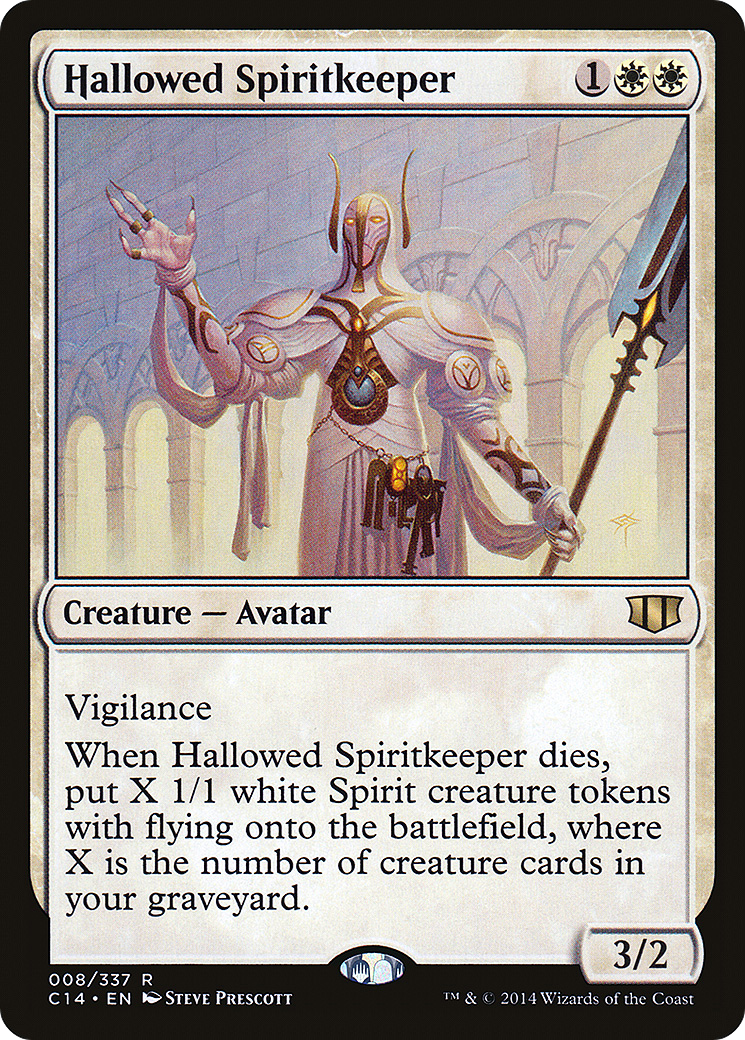 Hallowed Spiritkeeper 1
Creature — Avatar
Vigilance
When Hallowed Spiritkeeper dies,
put X 1/1 white Spirit creature tokens
with flying onto the battlefield, where
X is the number of creature cards in
your graveyard.
3/2
008/337 R
C14 • EN STEVE PRESCOTT
™ & © 2014 Wizards of the Coast